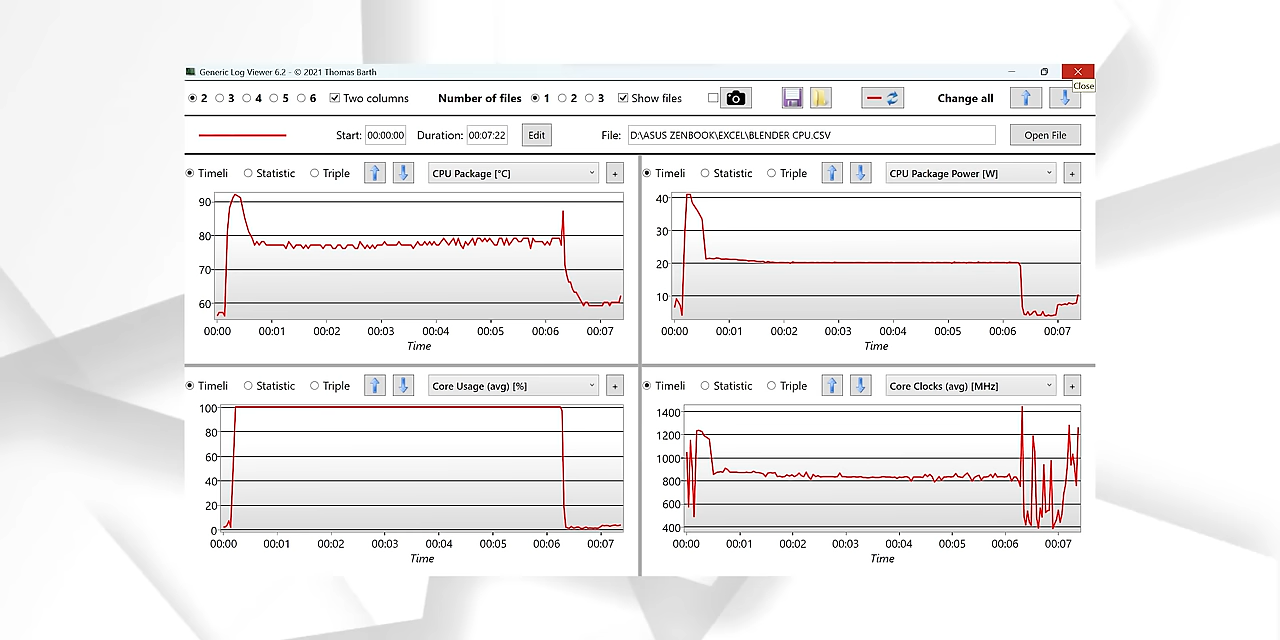 Generic Log Viewer 6.2 - © 2021 Thomas Barth
Close
2 3 4 5 6 Two columns Number of files 1 2 3 Show files Change all
Start: 00:00:00 Duration: 00:07:22 Edit File: D:\ASUS ZENBOOK\EXCEL\BLENDER CPU.CSV Open File
Timeli Statistic Triple CPU Package [°C] +
90
80
70
60
00:00 00:01 00:02 00:03 00:04 00:05 00:06 00:07
Time
Timeli Statistic Triple CPU Package Power [W] +
40
30
20
10
00:00 00:01 00:02 00:03 00:04 00:05 00:06 00:07
Time
Timeli Statistic Triple Core Usage (avg) [%] +
100
80
60
40
20
0
00:00 00:01 00:02 00:03 00:04 00:05 00:06 00:07
Time
Timeli Statistic Triple Core Clocks (avg) [MHz] +
1400
1200
1000
800
600
400
00:00 00:01 00:02 00:03 00:04 00:05 00:06 00:07
Time